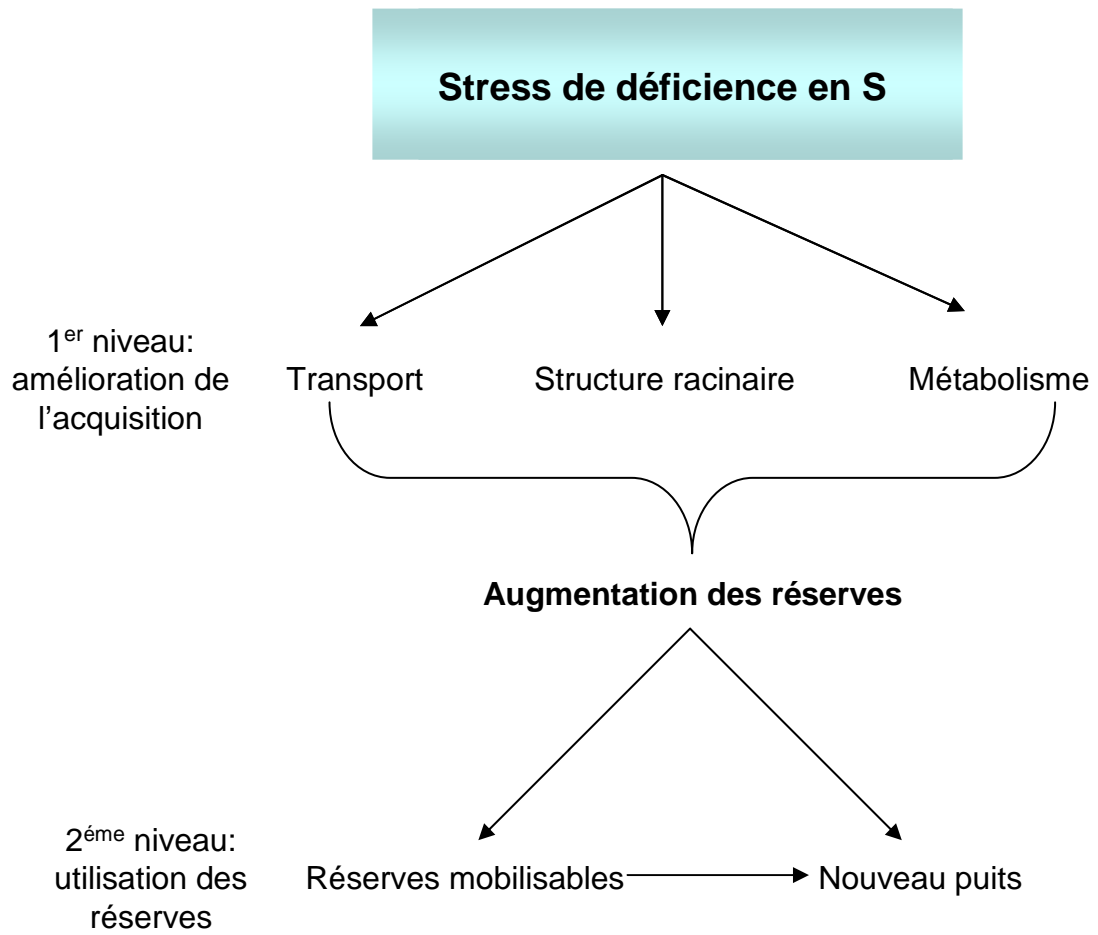 Stress de déficience en S
1er niveau:
amélioration de
l’acquisition
Transport
Structure racinaire
Métabolisme
Augmentation des réserves
2éme niveau:
utilisation des
réserves
Réserves mobilisables
Nouveau puits